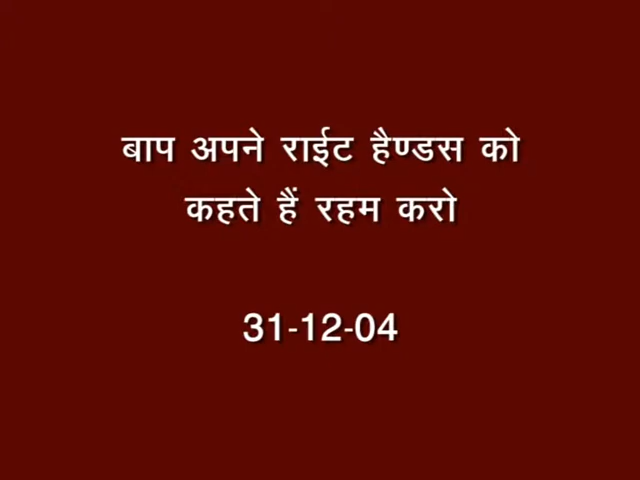 बाप अपने राईट हैण्डस को
कहते हैं रहम करो
31-12-04